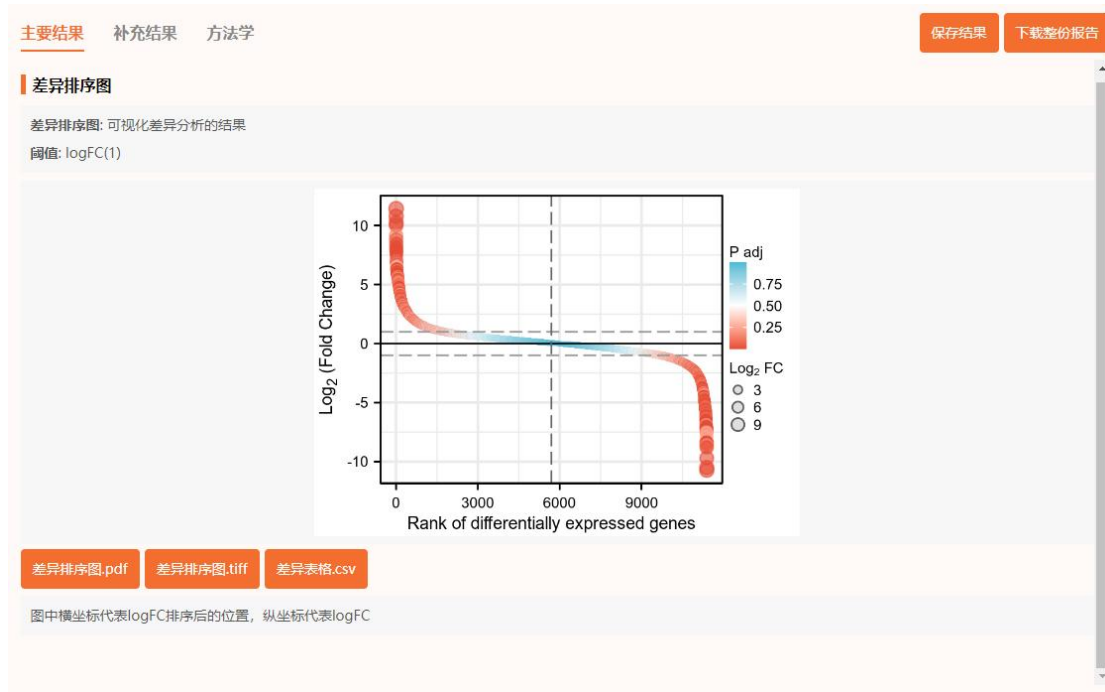 主要结果 补充结果 方法学 保存结果 下载整份报告
差异排序图
差异排序图: 可视化差异分析的结果
阈值: logFC(1)
10
5
0
-5
-10
Log2 (Fold Change)
0 3000 6000 9000
Rank of differentially expressed genes
P adj
0.75
0.50
0.25
Log2 FC
3
6
9
差异排序图.pdf 差异排序图.tiff 差异表格.csv
图中横坐标代表logFC排序后的位置，纵坐标代表logFC